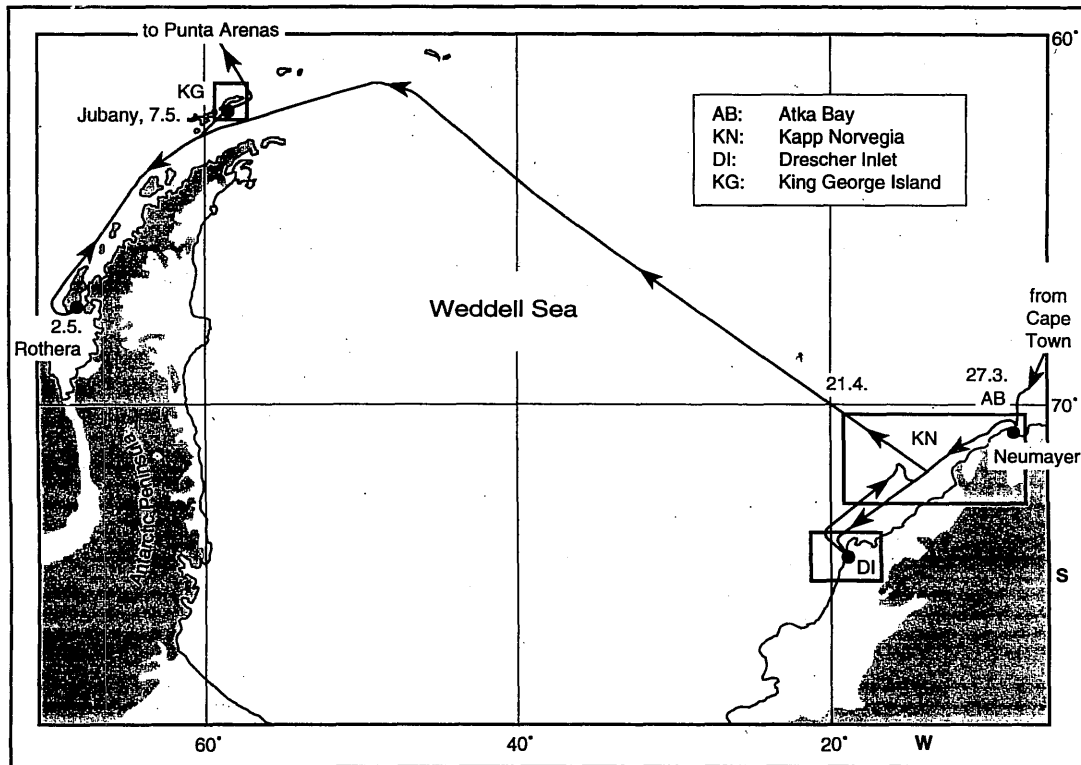 to Punta Arenas
60°
KG
Jubany, 7.5.
AB: Atka Bay
KN: Kapp Norvegia
DI: Drescher Inlet
KG: King George Island
Weddell Sea
from
Cape
Town
2.5.
Rothera
21.4.
27.3.
AB
70°
KN
Neumayer
Antarctic Peninsula
DI
S
60°
40°
20°
W